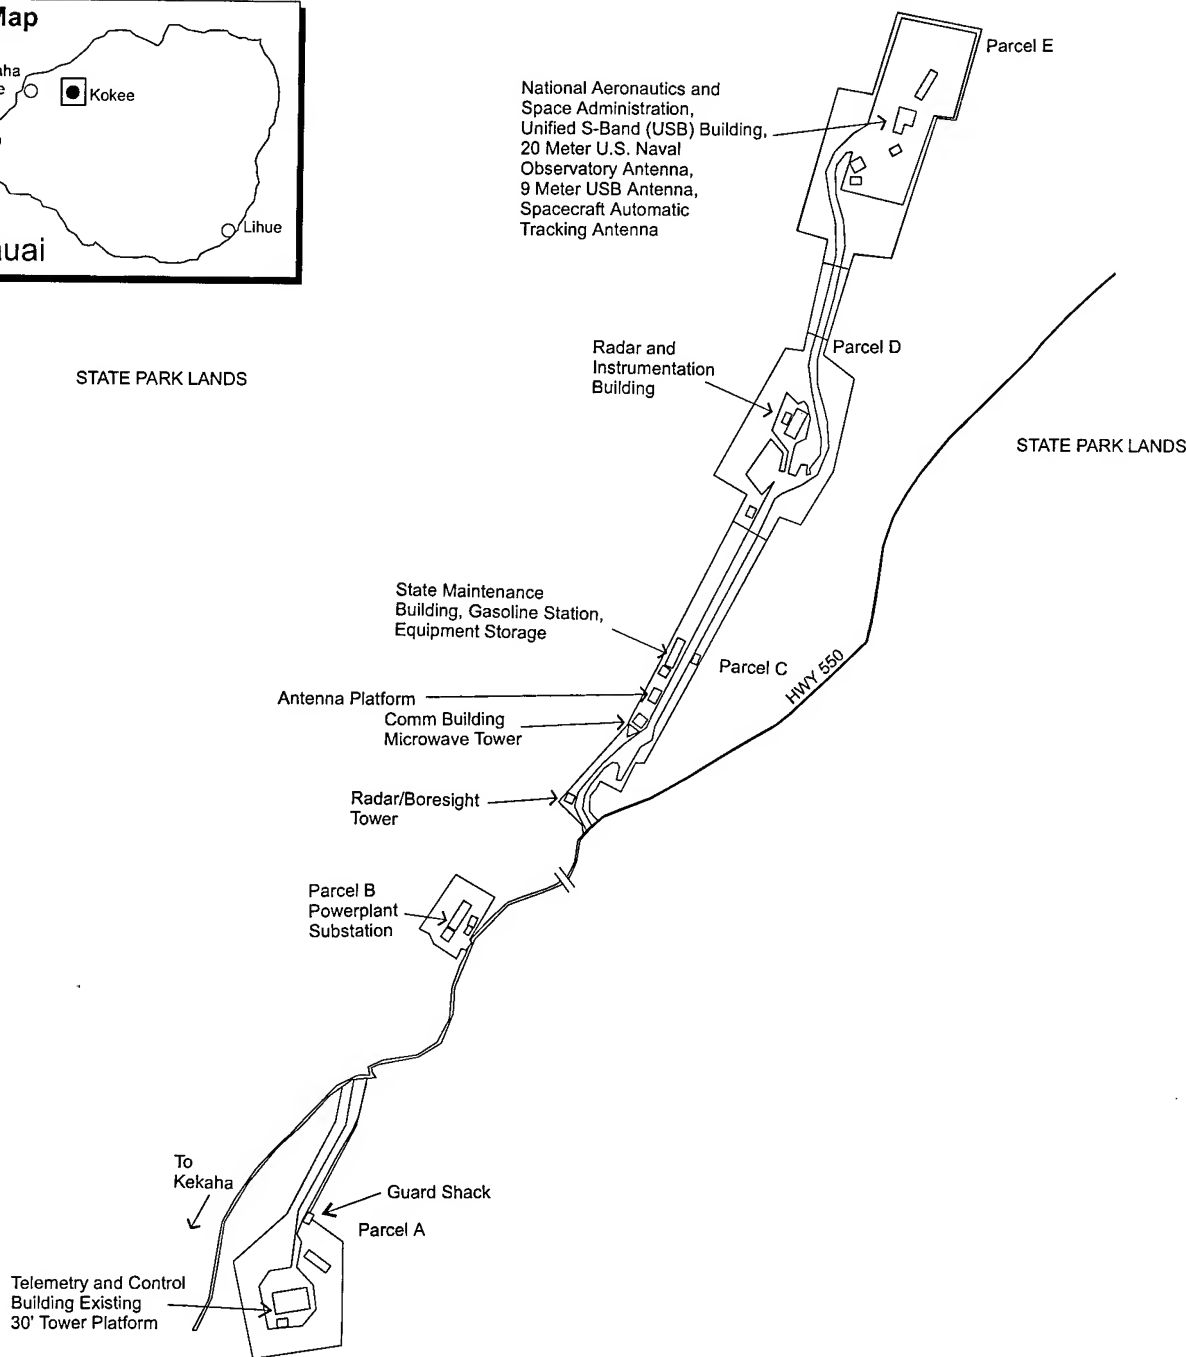 Map
Kokee
Lihue
Parcel E
National Aeronautics and
Space Administration,
Unified S-Band (USB) Building,
20 Meter U.S. Naval
Observatory Antenna,
9 Meter USB Antenna,
Spacecraft Automatic
Tracking Antenna
STATE PARK LANDS
Radar and
Instrumentation
Building
Parcel D
STATE PARK LANDS
State Maintenance
Building, Gasoline Station,
Equipment Storage
Parcel C
HWY 550
Antenna Platform
Comm Building
Microwave Tower
Radar/Boresight
Tower
Parcel B
Powerplant
Substation
To
Kekaha
Guard Shack
Parcel A
Telemetry and Control
Building Existing
30' Tower Platform